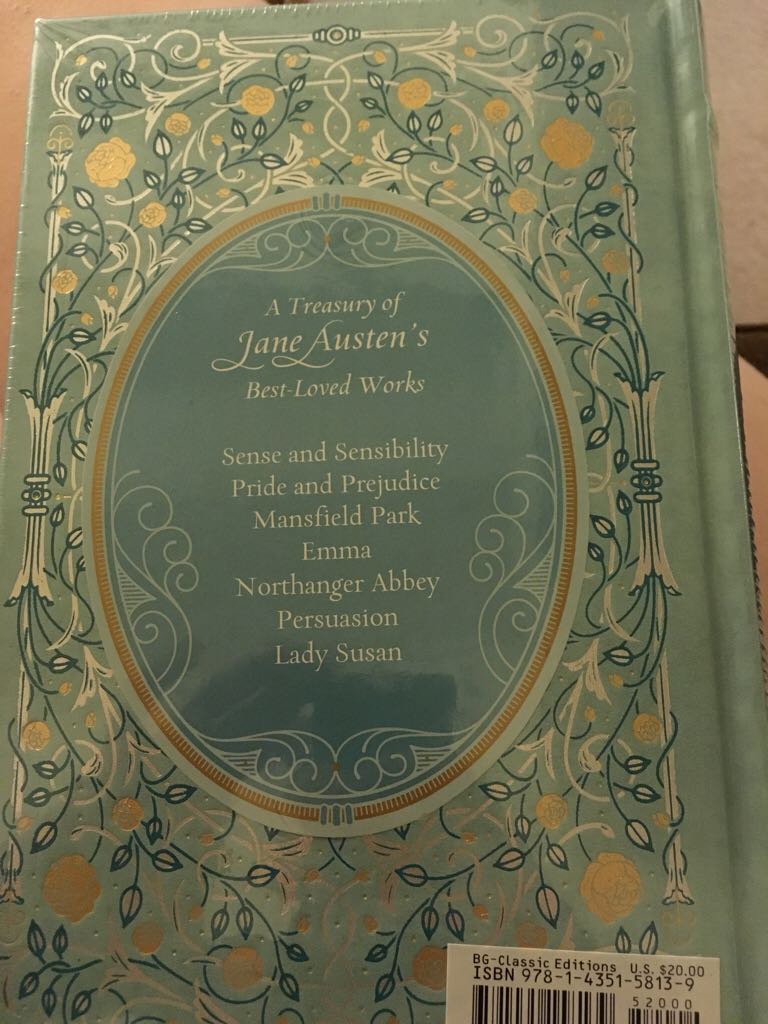 A Treasury of
Jane Austen's
Best-Loved Works
Sense and Sensibility
Pride and Prejudice
Mansfield Park
Emma
Northanger Abbey
Persuasion
Lady Susan
BG-Classic Editions U.S. $20.00
ISBN 978-1-4351-5813-9
52000